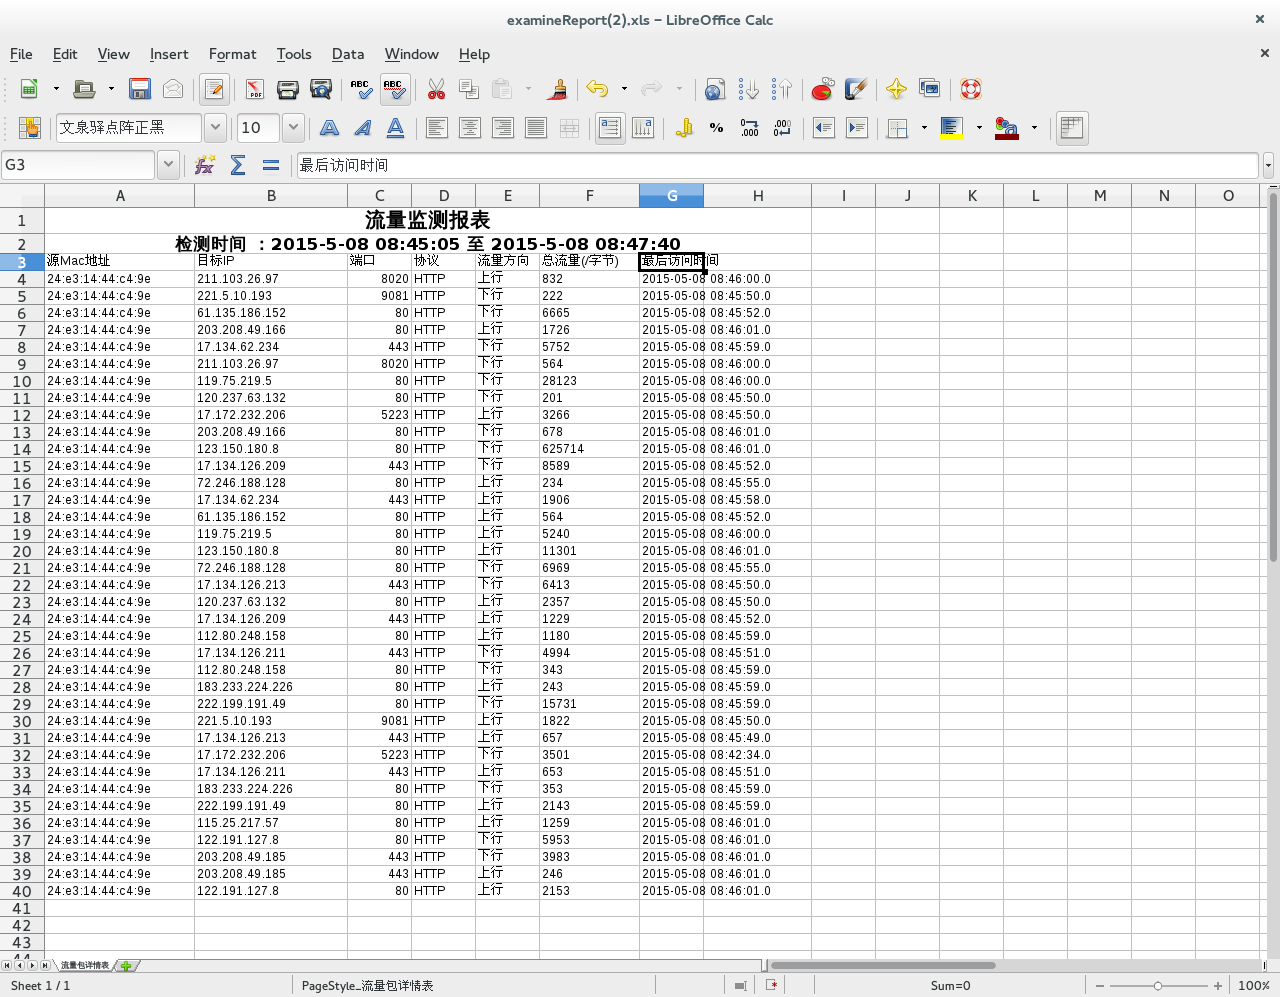 examineReport(2).xls – LibreOffice Calc
File Edit View Insert Format Tools Data Window Help
文泉驿点阵正黑 10
G3 最后访问时间
A B C D E F G H I J K L M N O
1 流量监测报表
2 检测时间 ：2015-5-08 08:45:05 至 2015-5-08 08:47:40
3 源Mac地址 目标IP 端口 协议 流量方向 总流量(/字节) 最后访问时间
4 24:e3:14:44:c4:9e 211.103.26.97 8020 HTTP 上行 832 2015-05-08 08:46:00.0
5 24:e3:14:44:c4:9e 221.5.10.193 9081 HTTP 下行 222 2015-05-08 08:45:50.0
6 24:e3:14:44:c4:9e 61.135.186.152 80 HTTP 下行 6665 2015-05-08 08:45:52.0
7 24:e3:14:44:c4:9e 203.208.49.166 80 HTTP 上行 1726 2015-05-08 08:46:01.0
8 24:e3:14:44:c4:9e 17.134.62.234 443 HTTP 下行 5752 2015-05-08 08:45:59.0
9 24:e3:14:44:c4:9e 211.103.26.97 8020 HTTP 下行 564 2015-05-08 08:46:00.0
10 24:e3:14:44:c4:9e 119.75.219.5 80 HTTP 下行 28123 2015-05-08 08:46:00.0
11 24:e3:14:44:c4:9e 120.237.63.132 80 HTTP 下行 201 2015-05-08 08:45:50.0
12 24:e3:14:44:c4:9e 17.172.232.206 5223 HTTP 上行 3266 2015-05-08 08:45:50.0
13 24:e3:14:44:c4:9e 203.208.49.166 80 HTTP 下行 678 2015-05-08 08:46:01.0
14 24:e3:14:44:c4:9e 123.150.180.8 80 HTTP 下行 625714 2015-05-08 08:46:01.0
15 24:e3:14:44:c4:9e 17.134.126.209 443 HTTP 下行 8589 2015-05-08 08:45:52.0
16 24:e3:14:44:c4:9e 72.246.188.128 80 HTTP 上行 234 2015-05-08 08:45:55.0
17 24:e3:14:44:c4:9e 17.134.62.234 443 HTTP 上行 1906 2015-05-08 08:45:58.0
18 24:e3:14:44:c4:9e 61.135.186.152 80 HTTP 上行 564 2015-05-08 08:45:52.0
19 24:e3:14:44:c4:9e 119.75.219.5 80 HTTP 上行 5240 2015-05-08 08:46:00.0
20 24:e3:14:44:c4:9e 123.150.180.8 80 HTTP 上行 11301 2015-05-08 08:46:01.0
21 24:e3:14:44:c4:9e 72.246.188.128 80 HTTP 下行 6969 2015-05-08 08:45:55.0
22 24:e3:14:44:c4:9e 17.134.126.213 443 HTTP 下行 6413 2015-05-08 08:45:50.0
23 24:e3:14:44:c4:9e 120.237.63.132 80 HTTP 上行 2357 2015-05-08 08:45:50.0
24 24:e3:14:44:c4:9e 17.134.126.209 443 HTTP 上行 1229 2015-05-08 08:45:52.0
25 24:e3:14:44:c4:9e 112.80.248.158 80 HTTP 上行 1180 2015-05-08 08:45:59.0
26 24:e3:14:44:c4:9e 17.134.126.211 443 HTTP 下行 4994 2015-05-08 08:45:51.0
27 24:e3:14:44:c4:9e 112.80.248.158 80 HTTP 下行 343 2015-05-08 08:45:59.0
28 24:e3:14:44:c4:9e 183.233.224.226 80 HTTP 上行 243 2015-05-08 08:45:59.0
29 24:e3:14:44:c4:9e 222.199.191.49 80 HTTP 下行 15731 2015-05-08 08:45:59.0
30 24:e3:14:44:c4:9e 221.5.10.193 9081 HTTP 上行 1822 2015-05-08 08:45:50.0
31 24:e3:14:44:c4:9e 17.134.126.213 443 HTTP 上行 657 2015-05-08 08:45:49.0
32 24:e3:14:44:c4:9e 17.172.232.206 5223 HTTP 下行 3501 2015-05-08 08:42:34.0
33 24:e3:14:44:c4:9e 17.134.126.211 443 HTTP 上行 653 2015-05-08 08:45:51.0
34 24:e3:14:44:c4:9e 183.233.224.226 80 HTTP 下行 353 2015-05-08 08:45:59.0
35 24:e3:14:44:c4:9e 222.199.191.49 80 HTTP 上行 2143 2015-05-08 08:45:59.0
36 24:e3:14:44:c4:9e 115.25.217.57 80 HTTP 上行 1259 2015-05-08 08:46:01.0
37 24:e3:14:44:c4:9e 122.191.127.8 80 HTTP 下行 5953 2015-05-08 08:46:01.0
38 24:e3:14:44:c4:9e 203.208.49.185 443 HTTP 下行 3983 2015-05-08 08:46:01.0
39 24:e3:14:44:c4:9e 203.208.49.185 443 HTTP 上行 246 2015-05-08 08:46:01.0
40 24:e3:14:44:c4:9e 122.191.127.8 80 HTTP 上行 2153 2015-05-08 08:46:01.0
41
42
43
44
流量包详情表
Sheet 1 / 1 PageStyle_流量包详情表 Sum=0 100%